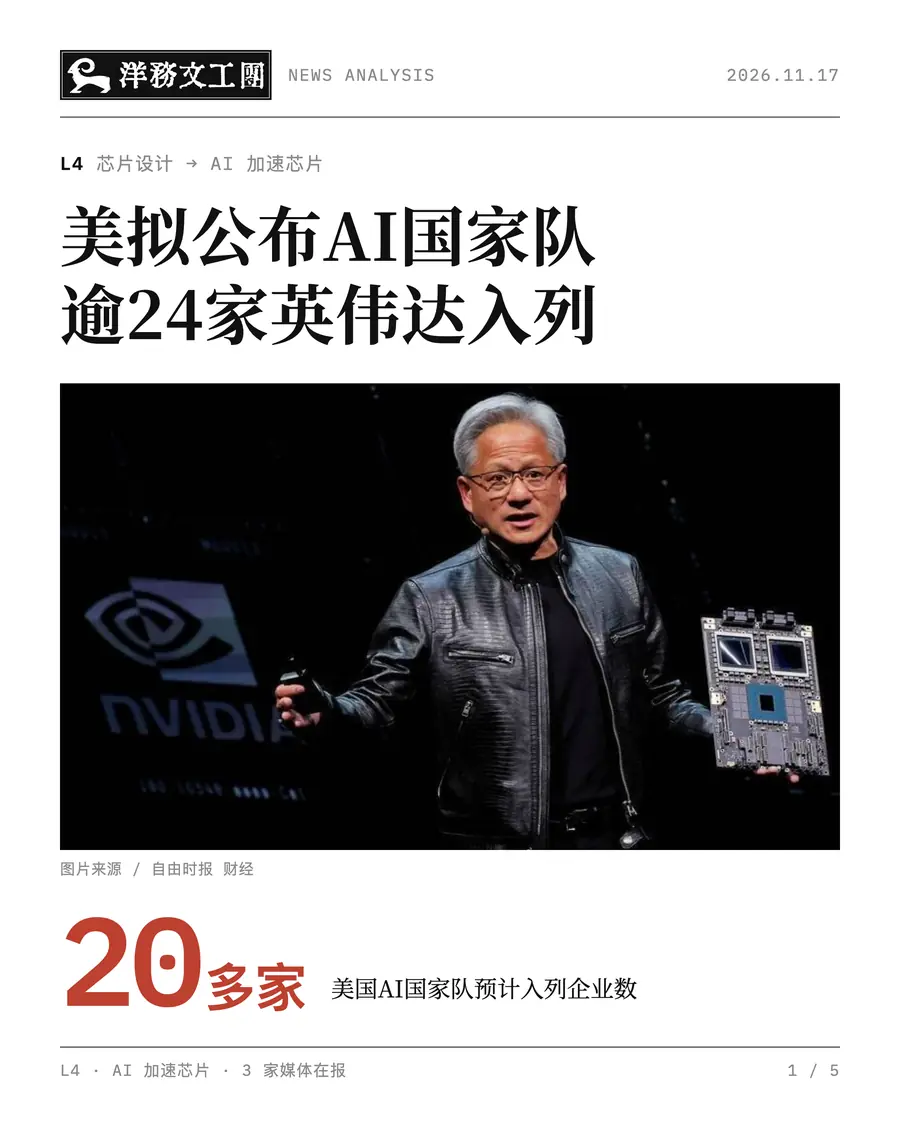 洋務文工團 NEWS ANALYSIS 2026.11.17
L4 芯片设计 → AI 加速芯片
美拟公布AI国家队
逾24家英伟达入列
NVIDIA
图片来源 / 自由时报 财经
20多家 美国AI国家队预计入列企业数
L4 · AI 加速芯片 · 3 家媒体在报 1 / 5